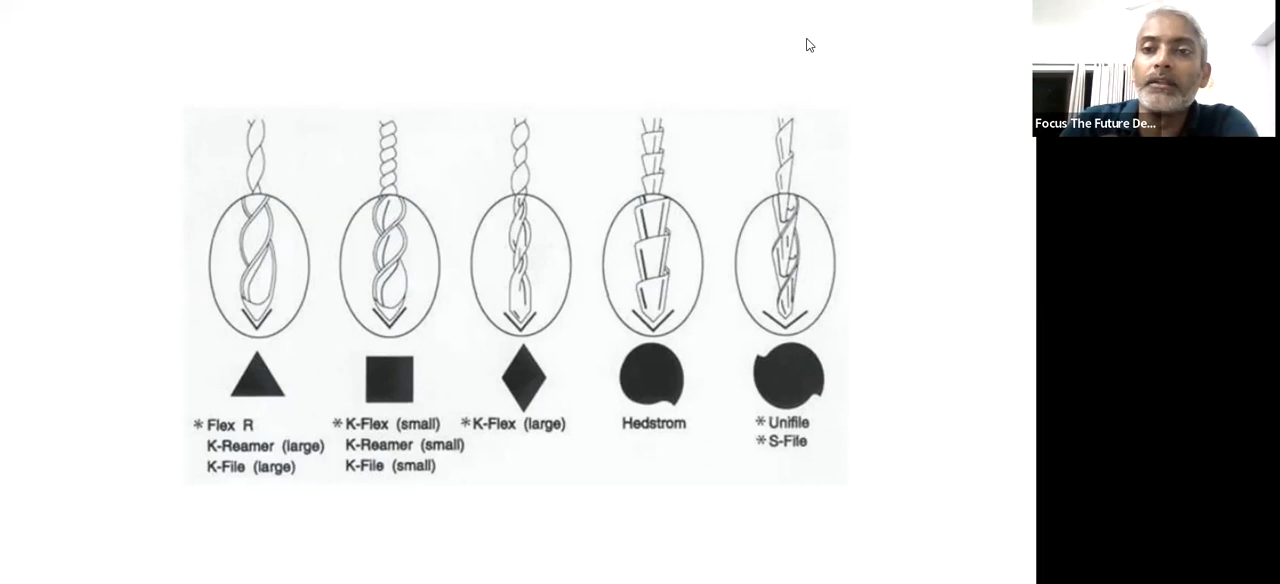 Focus The Future De...
* Flex R
K-Reamer (large)
K-File (large)
* K-Flex (small)
K-Reamer (small)
K-File (small)
* K-Flex (large)
Hedstrom
* Unifile
* S-File